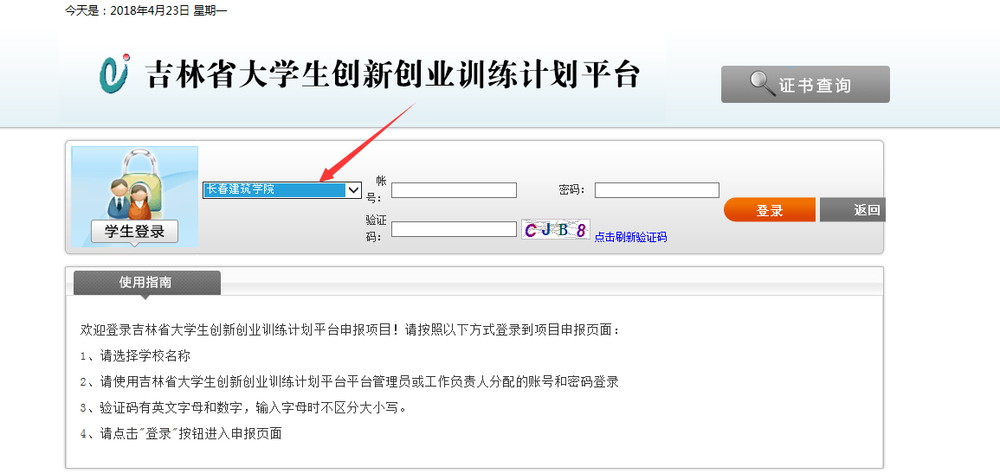 今天是：2018年4月23日 星期一
吉林省大学生创新创业训练计划平台
证书查询
长春建筑学院
帐号：
密码：
登录
返回
学生登录
验证码：
CJB8
点击刷新验证码
使用指南
欢迎登录吉林省大学生创新创业训练计划平台申报项目！请按照以下方式登录到项目申报页面：
1、请选择学校名称
2、请使用吉林省大学生创新创业训练计划平台平台管理员或工作负责人分配的账号和密码登录
3、验证码有英文字母和数字，输入字母时不区分大小写。
4、请点击"登录"按钮进入申报页面